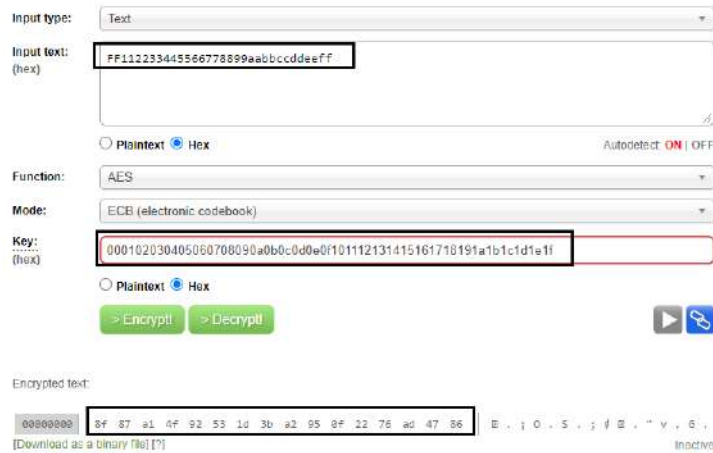 Input type: Text
Input text: FF112233445566778899aabbccddeeff
(hex)
Plaintext Hex Autodetect: ON | OFF
Function: AES
Mode: ECB (electronic codebook)
Key: 000102030405060708090a0b0c0d0e0f101112131415161718191a1b1c1d1e1f
(hex)
Plaintext Hex
> Encrypt! > Decrypt!
Encrypted text:
00000000 8f 87 a1 4f 92 53 1d 3b a2 95 0f 22 76 ad 47 86
[Download as a binary file] [?] Inactive